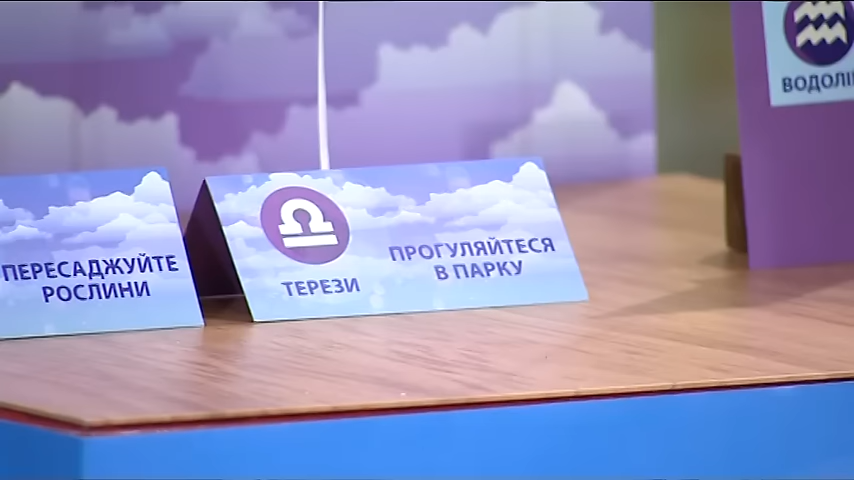 ПЕРЕСАДЖУЙТЕ
РОСЛИНИ
ТЕРЕЗИ
ПРОГУЛЯЙТЕСЯ
В ПАРКУ